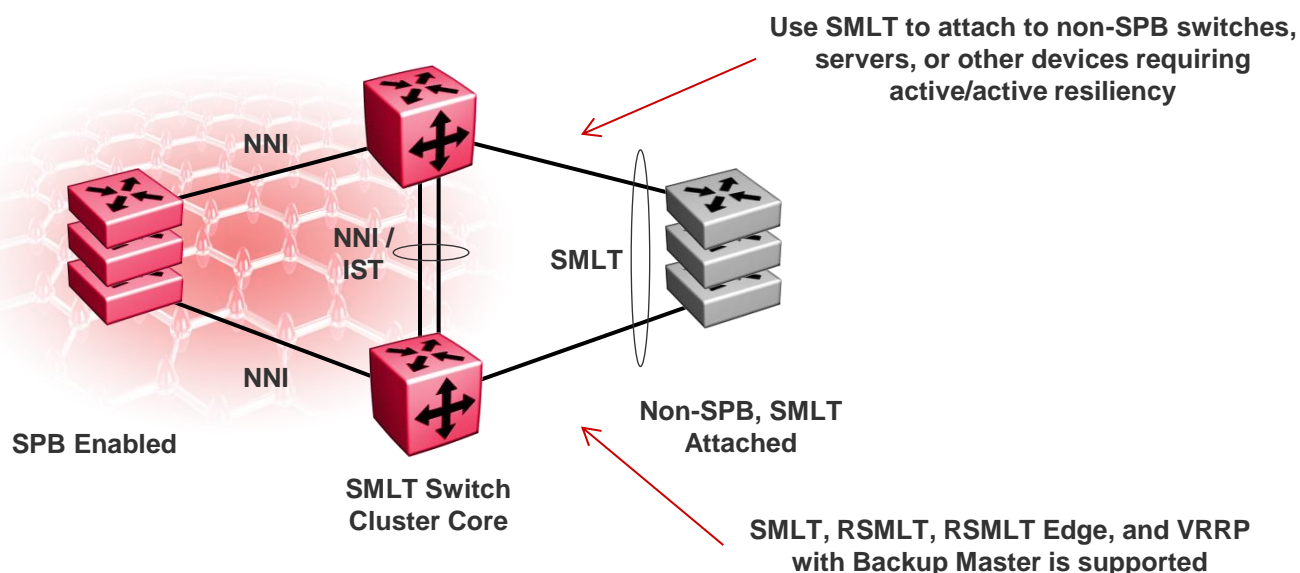 Use SMLT to attach to non-SPB switches,
servers, or other devices requiring
active/active resiliency
NNI
NNI /
IST
SMLT
NNI
SPB Enabled
Non-SPB, SMLT
Attached
SMLT Switch
Cluster Core
SMLT, RSMLT, RSMLT Edge, and VRRP
with Backup Master is supported